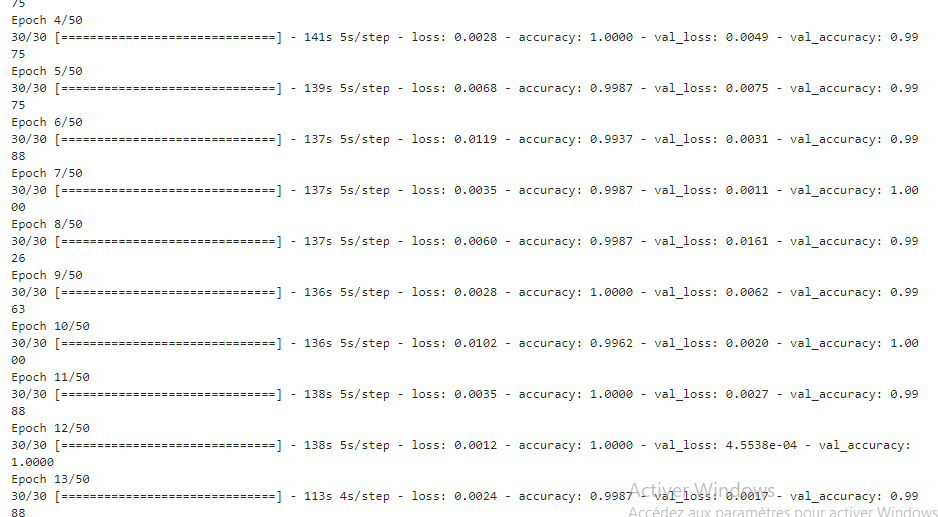 75
Epoch 4/50
30/30 [==============================] - 141s 5s/step - loss: 0.0028 - accuracy: 1.0000 - val_loss: 0.0049 - val_accuracy: 0.99
75
Epoch 5/50
30/30 [==============================] - 139s 5s/step - loss: 0.0068 - accuracy: 0.9987 - val_loss: 0.0075 - val_accuracy: 0.99
75
Epoch 6/50
30/30 [==============================] - 137s 5s/step - loss: 0.0119 - accuracy: 0.9937 - val_loss: 0.0031 - val_accuracy: 0.99
88
Epoch 7/50
30/30 [==============================] - 137s 5s/step - loss: 0.0035 - accuracy: 0.9987 - val_loss: 0.0011 - val_accuracy: 1.00
00
Epoch 8/50
30/30 [==============================] - 137s 5s/step - loss: 0.0060 - accuracy: 0.9987 - val_loss: 0.0161 - val_accuracy: 0.99
26
Epoch 9/50
30/30 [==============================] - 136s 5s/step - loss: 0.0028 - accuracy: 1.0000 - val_loss: 0.0062 - val_accuracy: 0.99
63
Epoch 10/50
30/30 [==============================] - 136s 5s/step - loss: 0.0102 - accuracy: 0.9962 - val_loss: 0.0020 - val_accuracy: 1.00
00
Epoch 11/50
30/30 [==============================] - 138s 5s/step - loss: 0.0035 - accuracy: 1.0000 - val_loss: 0.0027 - val_accuracy: 0.99
88
Epoch 12/50
30/30 [==============================] - 138s 5s/step - loss: 0.0012 - accuracy: 1.0000 - val_loss: 4.5538e-04 - val_accuracy:
1.0000
Epoch 13/50
30/30 [==============================] - 113s 4s/step - loss: 0.0024 - accuracy: 0.9987 - val_loss: 0.0017 - val_accuracy: 0.99
88
Activer Windows
Accédez aux paramètres pour activer Windows